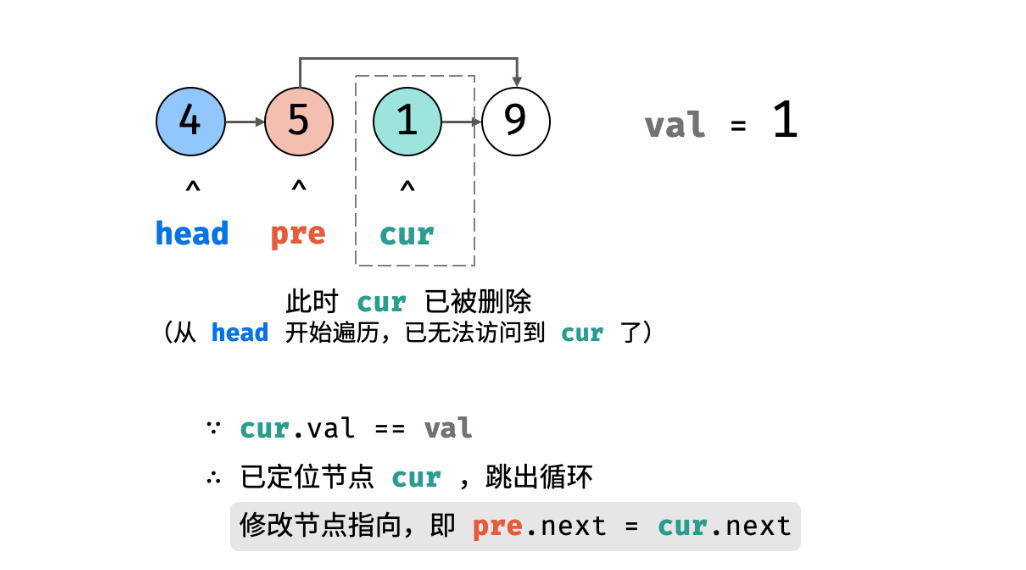 4 5 1 9 val = 1
^ ^ ^
head pre cur
此时 cur 已被删除
（从 head 开始遍历，已无法访问到 cur 了）
∵ cur.val == val
∴ 已定位节点 cur ，跳出循环
修改节点指向，即 pre.next = cur.next